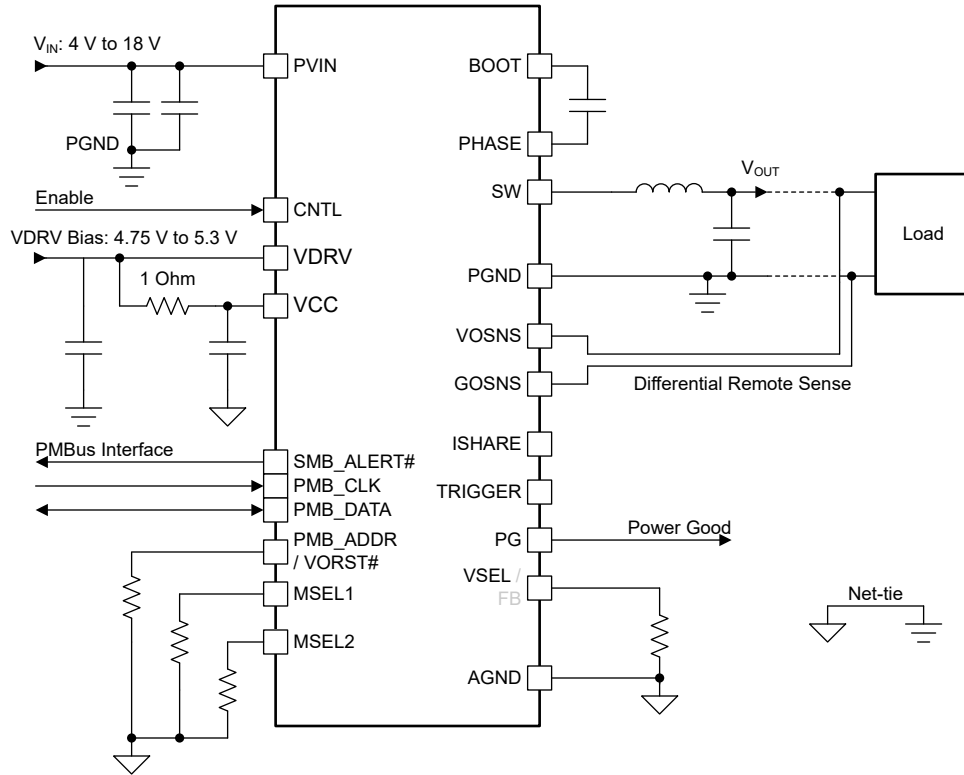 V_IN: 4 V to 18 V
PVIN
PGND
Enable
CNTL
VDRV Bias: 4.75 V to 5.3 V
VDRV
1 Ohm
VCC
PMBus Interface
SMB_ALERT#
PMB_CLK
PMB_DATA
PMB_ADDR
/ VORST#
MSEL1
MSEL2
BOOT
PHASE
SW
V_OUT
Load
PGND
VOSNS
GOSNS
Differential Remote Sense
ISHARE
TRIGGER
PG
Power Good
VSEL /
FB
AGND
Net-tie